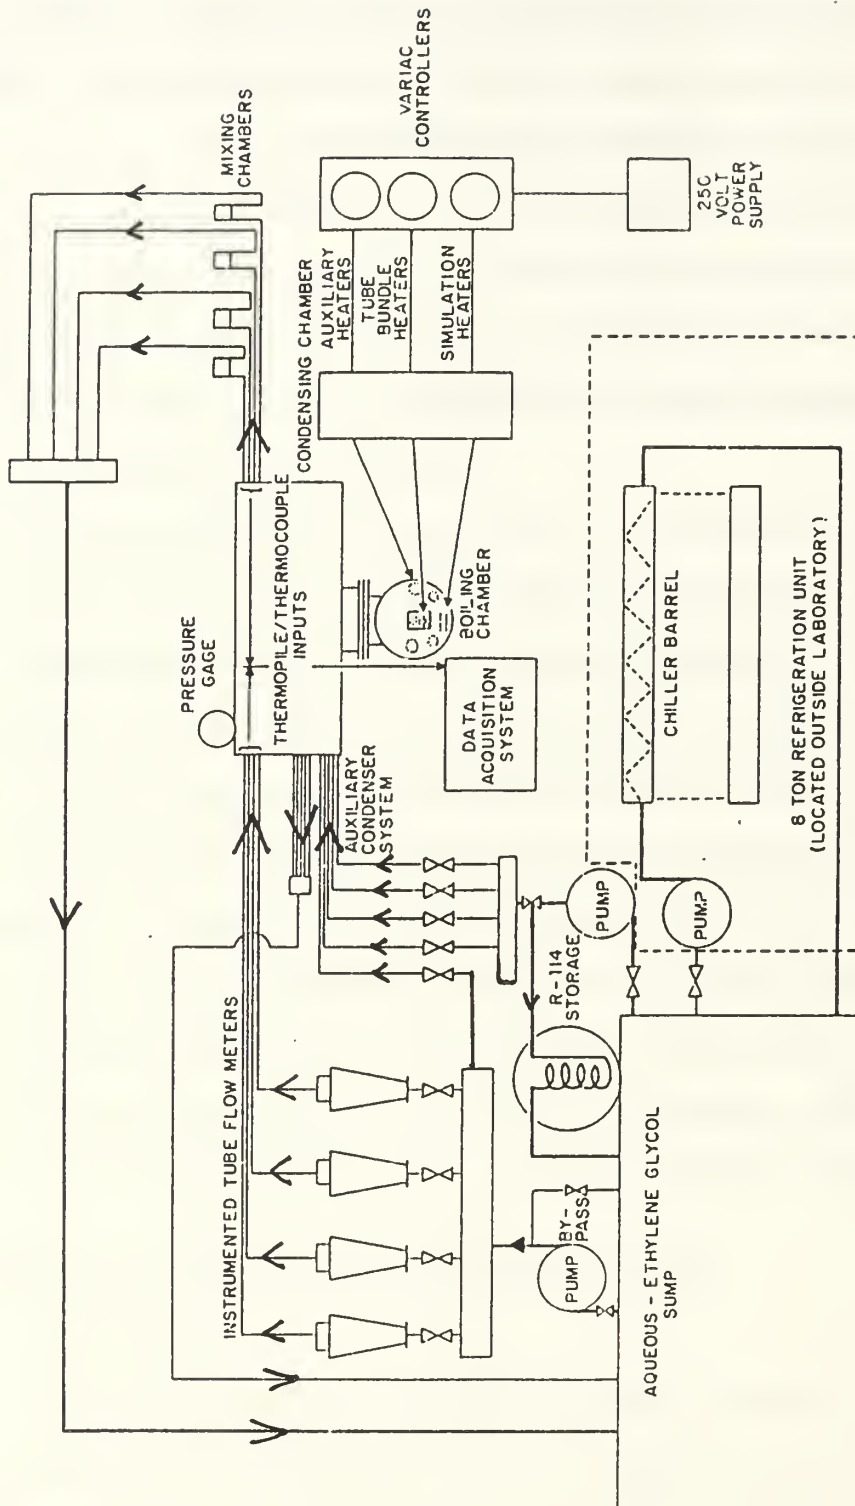 MIXING
CHAMBERS
VARIAC
CONTROLLERS
250
VOLT
POWER
SUPPLY
CONDENSING CHAMBER
AUXILIARY
HEATERS
TUBE
BUNDLE
HEATERS
SIMULATION
HEATERS
PRESSURE
GAGE
THERMOPILE/THERMOCOUPLE
INPUTS
BOILING
CHAMBER
DATA
ACQUISITION
SYSTEM
AUXILIARY
CONDENSER
SYSTEM
INSTRUMENTED TUBE FLOW METERS
R-114
STORAGE
PUMP
PUMP
CHILLER BARREL
8 TON REFRIGERATION UNIT
(LOCATED OUTSIDE LABORATORY)
PUMP
BY-
PASS
AQUEOUS - ETHYLENE GLYCOL
SUMP